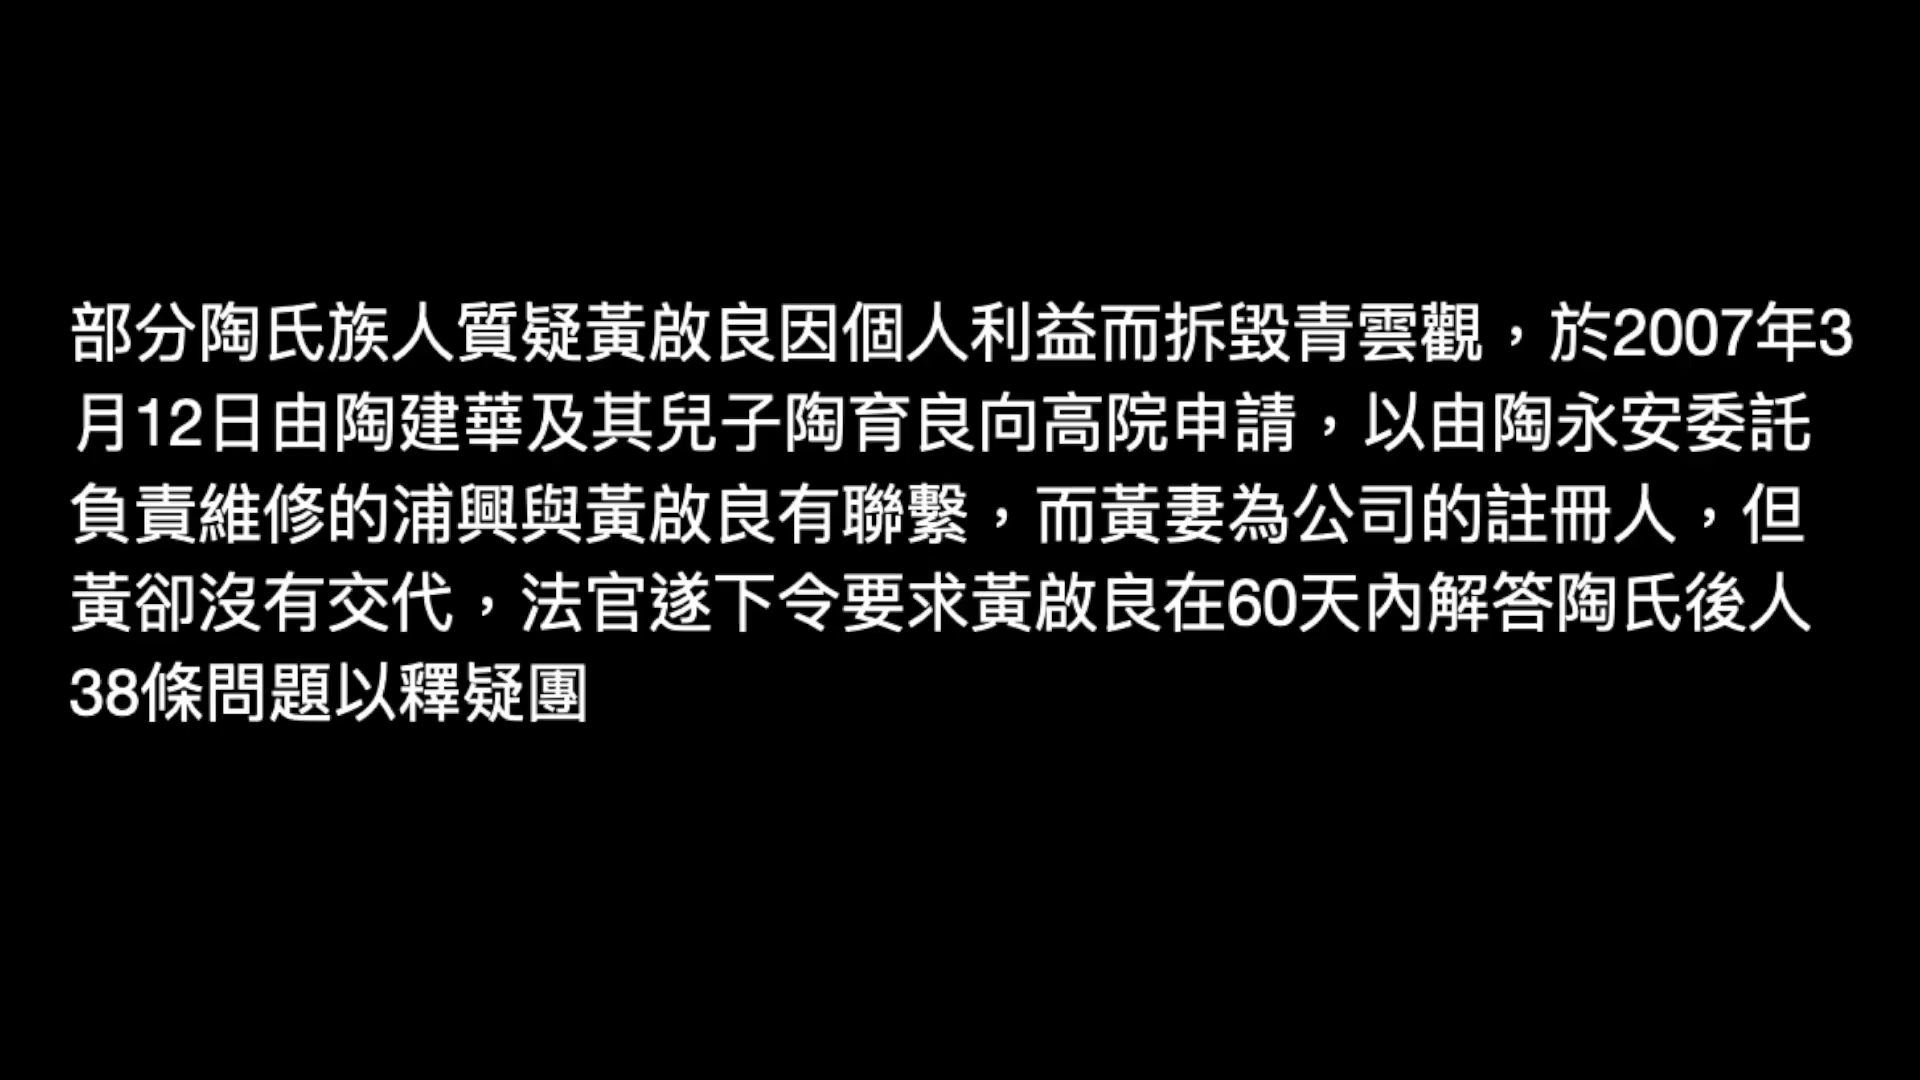 部分陶氏族人質疑黃啟良因個人利益而拆毀青雲觀，於2007年3
月12日由陶建華及其兒子陶育良向高院申請，以由陶永安委託
負責維修的浦興與黃啟良有聯繫，而黃妻為公司的註冊人，但
黃卻沒有交代，法官遂下令要求黃啟良在60天內解答陶氏後人
38條問題以釋疑團